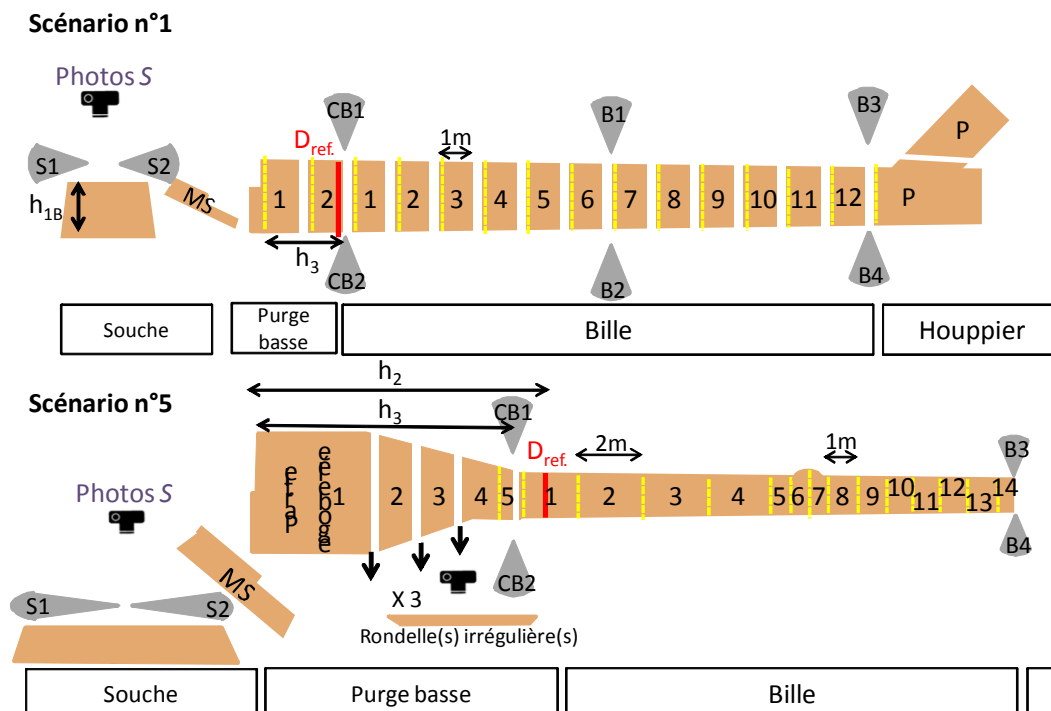 Scénario n°1
Photos S
S1
S2
h1B
MS
Dref.
CB1
B1
B3
1m
P
1 2 1 2 3 4 5 6 7 8 9 10 11 12 P
h3
CB2
B2
B4
Souche
Purge basse
Bille
Houppier
h2
Scénario n°5
h3
CB1
Dref.
2m
1m
B3
Photos S
1 2 3 4 5 1 2 3 4 5 6 7 8 9 10 11 12 13 14
MS
CB2
B4
S1
S2
X 3
Rondelle(s) irrégulière(s)
Souche
Purge basse
Bille